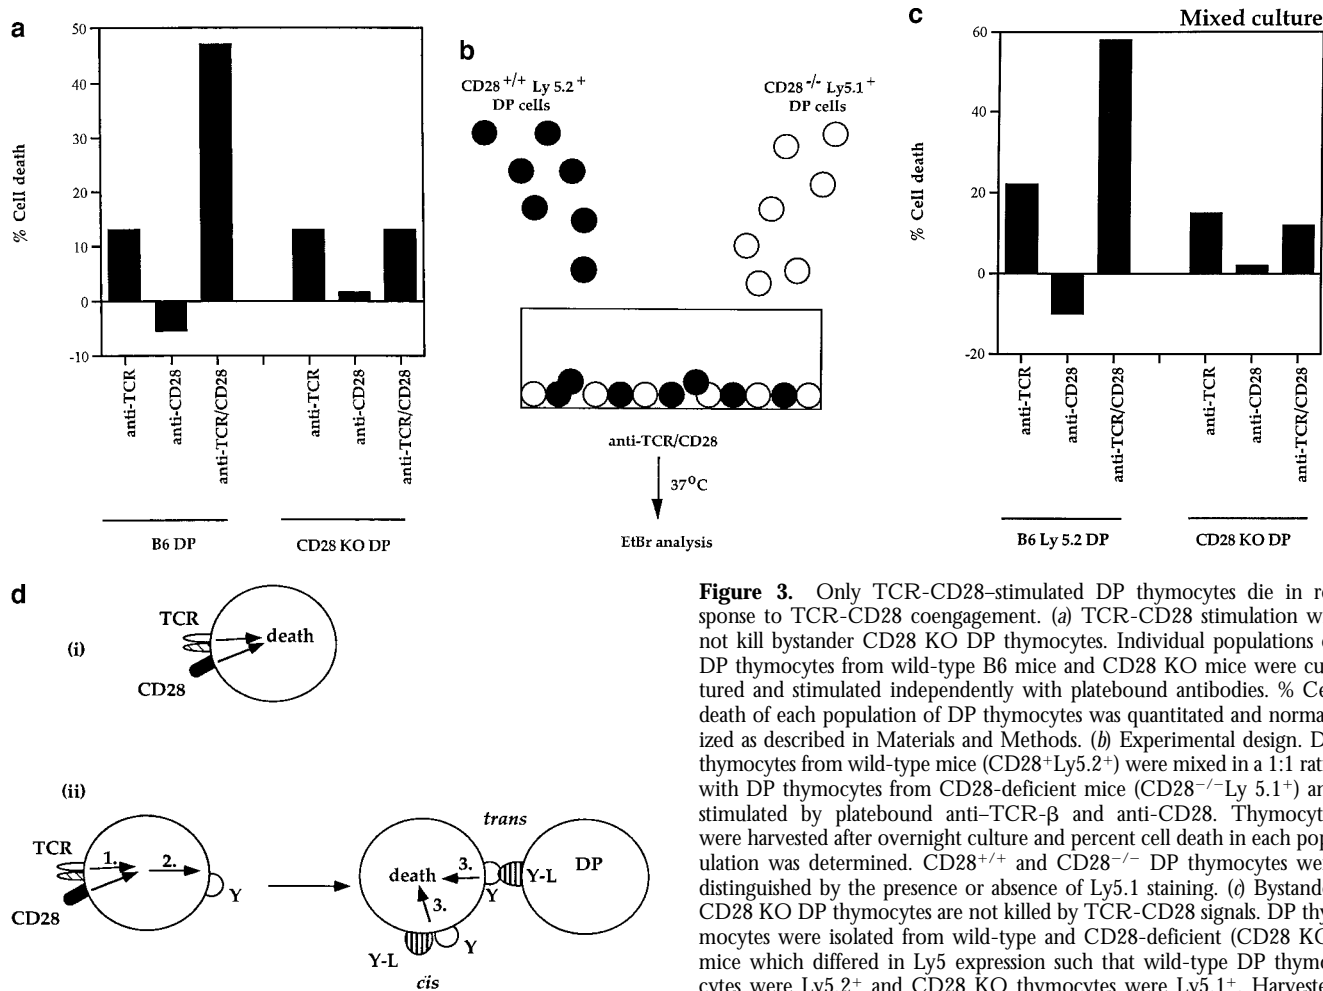 a
50
40
30
20
10
0
-10
% Cell death
anti-TCR
anti-CD28
anti-TCR/CD28
anti-TCR
anti-CD28
anti-TCR/CD28
B6 DP
CD28 KO DP
b
CD28+/+ Ly 5.2+
DP cells
CD28-/- Ly5.1+
DP cells
anti-TCR/CD28
37°C
EtBr analysis
c
Mixed culture
60
40
20
0
-20
% Cell death
anti-TCR
anti-CD28
anti-TCR/CD28
anti-TCR
anti-CD28
anti-TCR/CD28
B6 Ly 5.2 DP
CD28 KO DP
d
(i)
TCR
CD28
death
(ii)
TCR
CD28
1.
2.
Y
trans
death
3.
3.
Y
Y-L
DP
Y-L
Y
cis
Figure 3. Only TCR-CD28–stimulated DP thymocytes die in re
sponse to TCR-CD28 coengagement. (a) TCR-CD28 stimulation w
not kill bystander CD28 KO DP thymocytes. Individual populations
DP thymocytes from wild-type B6 mice and CD28 KO mice were cu
tured and stimulated independently with platebound antibodies. % Ce
death of each population of DP thymocytes was quantitated and norma
ized as described in Materials and Methods. (b) Experimental design. D
thymocytes from wild-type mice (CD28+Ly5.2+) were mixed in a 1:1 rati
with DP thymocytes from CD28-deficient mice (CD28−/−Ly 5.1+) an
stimulated by platebound anti–TCR-β and anti-CD28. Thymocyt
were harvested after overnight culture and percent cell death in each pop
ulation was determined. CD28+/+ and CD28−/− DP thymocytes wer
distinguished by the presence or absence of Ly5.1 staining. (c) Bystande
CD28 KO DP thymocytes are not killed by TCR-CD28 signals. DP thy
mocytes were isolated from wild-type and CD28-deficient (CD28 KO
mice which differed in Ly5 expression such that wild-type DP thymo
cytes were Ly5.2+ and CD28 KO thymocytes were Ly5.1+. Harveste